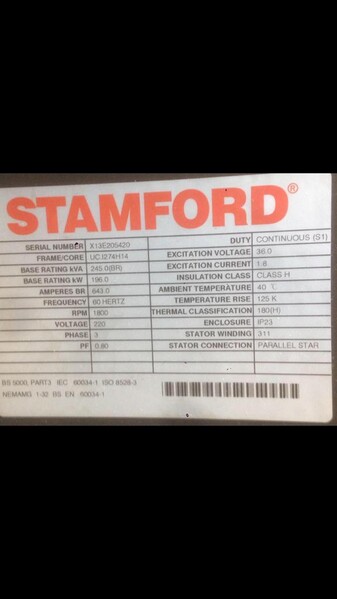 STAMFORD®
SERIAL NUMBER X13E205420
FRAME/CORE UCI274H14
BASE RATING kVA 245.0(BR)
BASE RATING kW 196.0
AMPERES BR 643.0
FREQUENCY 60 HERTZ
RPM 1800
VOLTAGE 220
PHASE 3
PF 0.80
DUTY CONTINUOUS (S1)
EXCITATION VOLTAGE 36.0
EXCITATION CURRENT 1.8
INSULATION CLASS CLASS H
AMBIENT TEMPERATURE 40 ℃
TEMPERATURE RISE 125 K
THERMAL CLASSIFICATION 180(H)
ENCLOSURE IP23
STATOR WINDING 311
STATOR CONNECTION PARALLEL STAR
BS 5000, PART3 IEC 60034-1 ISO 8528-3
NEMAMG 1-32 BS EN 60034-1